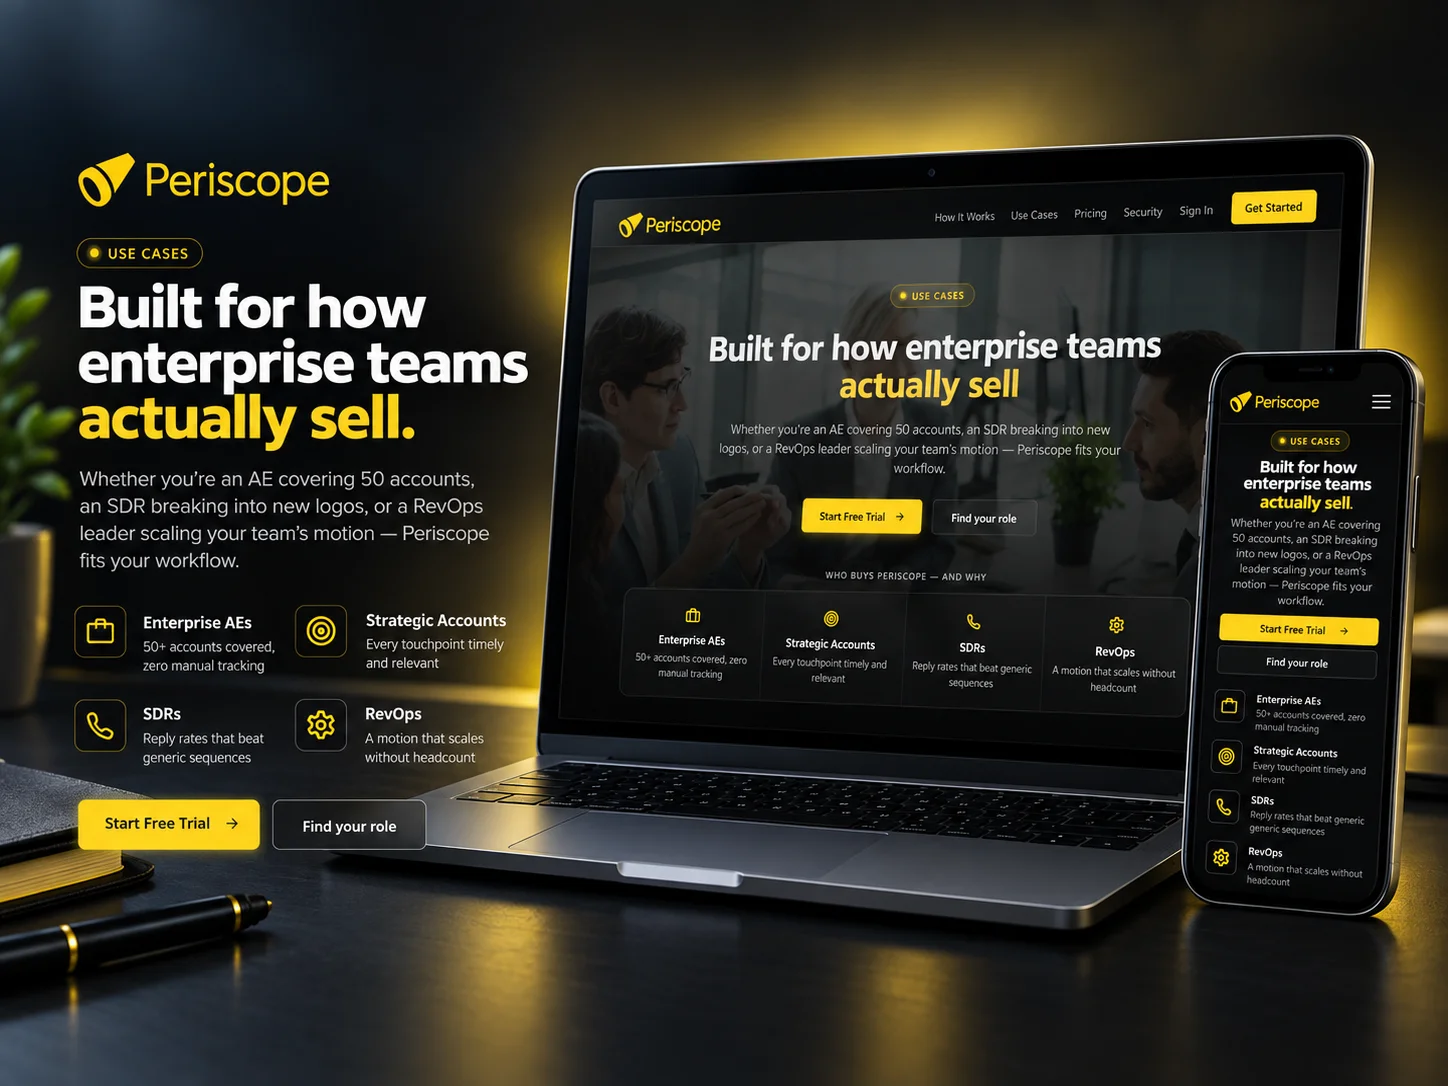 Periscope
USE CASES
Built for how
enterprise teams
actually sell.
Whether you're an AE covering 50 accounts,
an SDR breaking into new logos, or a RevOps
leader scaling your team's motion — Periscope
fits your workflow.
Enterprise AEs
50+ accounts covered,
zero manual tracking
Strategic Accounts
Every touchpoint timely
and relevant
SDRs
Reply rates that beat
generic sequences
RevOps
A motion that scales
without headcount
Start Free Trial →
Find your role
Periscope
How It Works
Use Cases
Pricing
Security
Sign In
Get Started
USE CASES
Built for how enterprise teams
actually sell
Whether you're an AE covering 50 accounts, an SDR breaking into new
logos, or a RevOps leader scaling your team's motion — Periscope fits your
workflow.
Start Free Trial →
Find your role
WHO BUYS PERISCOPE — AND WHY
Enterprise AEs
50+ accounts covered, zero
manual tracking
Strategic Accounts
Every touchpoint timely and
relevant
SDRs
Reply rates that beat generic
sequences
RevOps
A motion that scales without
headcount
Periscope
USE CASES
Built for how
enterprise teams
actually sell.
Whether you're an AE covering
50 accounts, an SDR breaking
into new logos, or a RevOps
leader scaling your team's
motion — Periscope fits your
workflow.
Start Free Trial →
Find your role
Enterprise AEs
50+ accounts covered, zero
manual tracking
Strategic Accounts
Every touchpoint timely and
relevant
SDRs
Reply rates that beat generic
generic sequences
RevOps
A motion that scales without
headcount